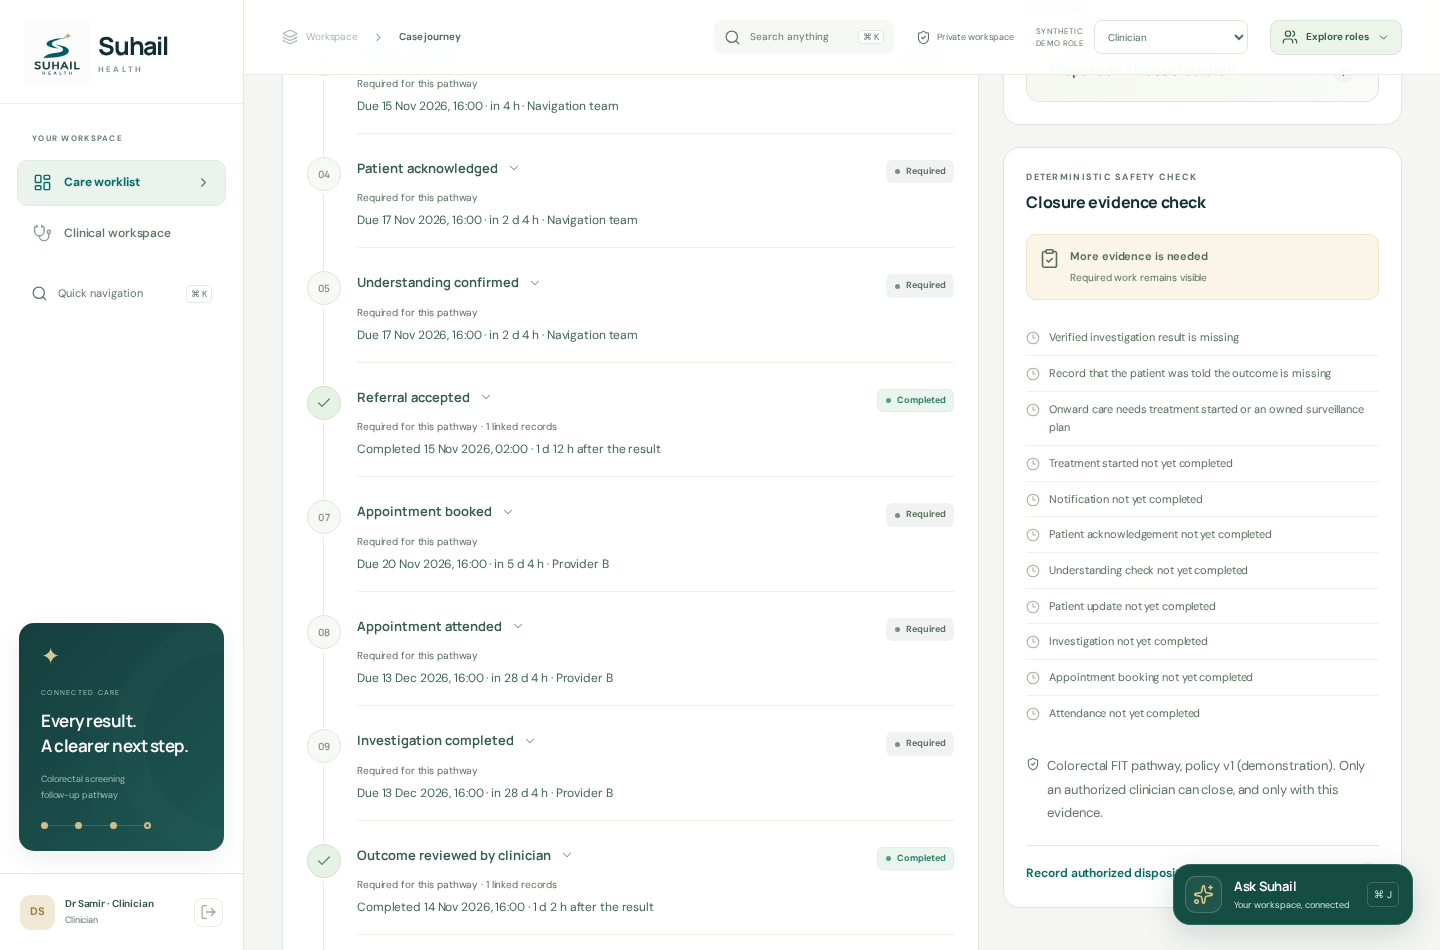 SUHAIL
HEALTH
Suhail
HEALTH
YOUR WORKSPACE
Care worklist
Clinical workspace
Quick navigation
⌘ K
CONNECTED CARE
Every result.
A clearer next step.
Colorectal screening
follow-up pathway
DS
Dr Samir · Clinician
Clinician
Workspace
Case journey
Search anything
⌘ K
Private workspace
SYNTHETIC
DEMO ROLE
Clinician
Explore roles
Required for this pathway
Due 15 Nov 2026, 16:00 · in 4 h · Navigation team
04
Patient acknowledged
Required
Required for this pathway
Due 17 Nov 2026, 16:00 · in 2 d 4 h · Navigation team
05
Understanding confirmed
Required
Required for this pathway
Due 17 Nov 2026, 16:00 · in 2 d 4 h · Navigation team
Referral accepted
Completed
Required for this pathway · 1 linked records
Completed 15 Nov 2026, 02:00 · 1 d 12 h after the result
07
Appointment booked
Required
Required for this pathway
Due 20 Nov 2026, 16:00 · in 5 d 4 h · Provider B
08
Appointment attended
Required
Required for this pathway
Due 13 Dec 2026, 16:00 · in 28 d 4 h · Provider B
09
Investigation completed
Required
Required for this pathway
Due 13 Dec 2026, 16:00 · in 28 d 4 h · Provider B
Outcome reviewed by clinician
Completed
Required for this pathway · 1 linked records
Completed 14 Nov 2026, 16:00 · 1 d 2 h after the result
DETERMINISTIC SAFETY CHECK
Closure evidence check
More evidence is needed
Required work remains visible
Verified investigation result is missing
Record that the patient was told the outcome is missing
Onward care needs treatment started or an owned surveillance
plan
Treatment started not yet completed
Notification not yet completed
Patient acknowledgement not yet completed
Understanding check not yet completed
Patient update not yet completed
Investigation not yet completed
Appointment booking not yet completed
Attendance not yet completed
Colorectal FIT pathway, policy v1 (demonstration). Only
an authorized clinician can close, and only with this
evidence.
Record authorized
Ask Suhail
Your workspace, connected
⌘ J